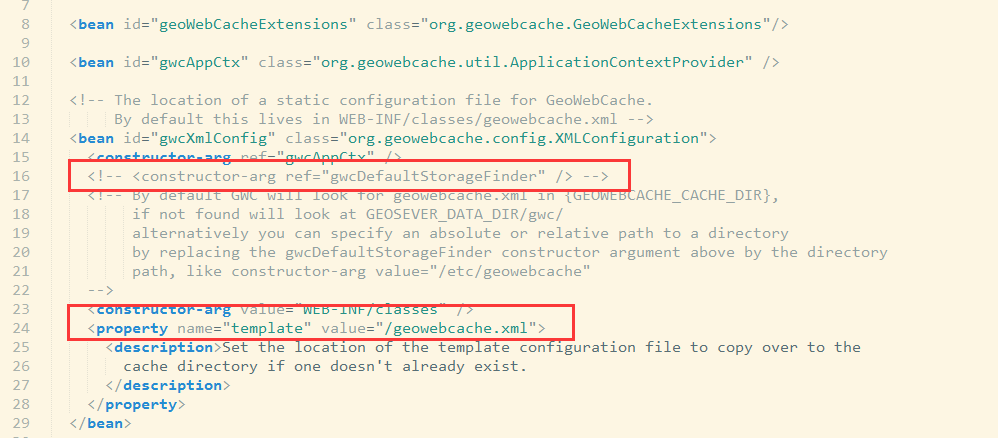 7
8 <bean id="geoWebCacheExtensions" class="org.geowebcache.GeoWebCacheExtensions"/>
9
10 <bean id="gwcAppCtx" class="org.geowebcache.util.ApplicationContextProvider" />
11
12 <!-- The location of a static configuration file for GeoWebCache.
13 By default this lives in WEB-INF/classes/geowebcache.xml -->
14 <bean id="gwcXmlConfig" class="org.geowebcache.config.XMLConfiguration">
15 <constructor-arg ref="gwcAppCtx" />
16 <!-- <constructor-arg ref="gwcDefaultStorageFinder" /> -->
17 <!-- By default GWC will look for geowebcache.xml in {GEOWEBCACHE_CACHE_DIR},
18 if not found will look at GEOSEVER_DATA_DIR/gwc/
19 alternatively you can specify an absolute or relative path to a directory
20 by replacing the gwcDefaultStorageFinder constructor argument above by the directory
21 path, like constructor-arg value="/etc/geowebcache"
22 -->
23 <constructor-arg value="WEB-INF/classes" />
24 <property name="template" value="/geowebcache.xml">
25 <description>Set the location of the template configuration file to copy over to the
26 cache directory if one doesn't already exist.
27 </description>
28 </property>
29 </bean>